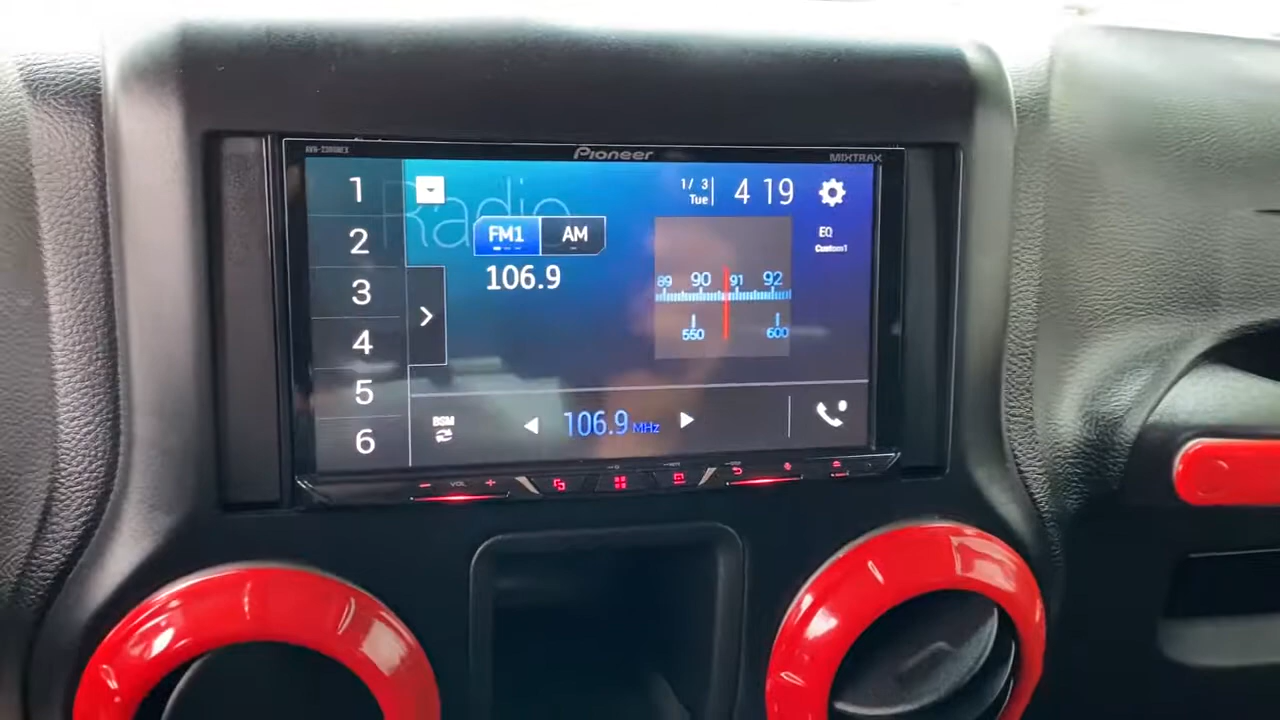 Pioneer
MIXTRAX
1
2
3
4
5
6
Radio
1/ 3
Tue
4 19
FM1
AM
106.9
EQ
Custom1
89 90 91 92
550 600
BSM
106.9 MHz
VOL